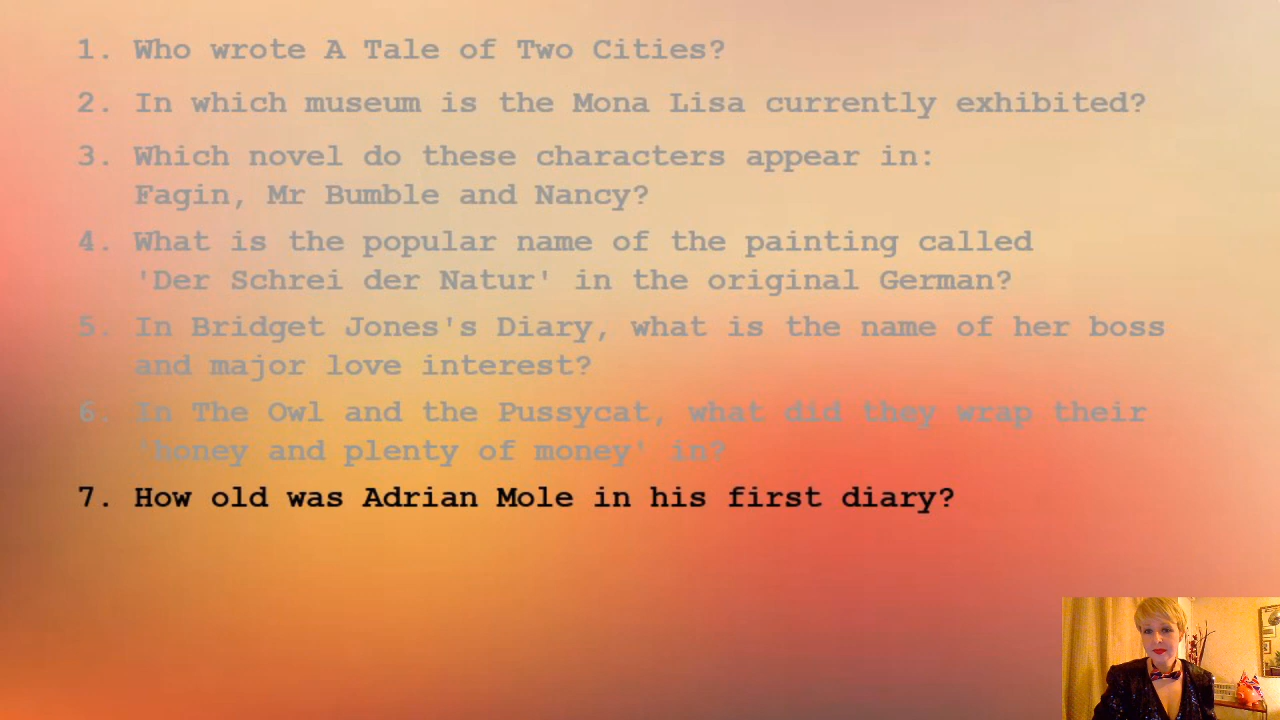 1. Who wrote A Tale of Two Cities?
2. In which museum is the Mona Lisa currently exhibited?
3. Which novel do these characters appear in:
Fagin, Mr Bumble and Nancy?
4. What is the popular name of the painting called
'Der Schrei der Natur' in the original German?
5. In Bridget Jones's Diary, what is the name of her boss
and major love interest?
6. In The Owl and the Pussycat, what did they wrap their
'honey and plenty of money' in?
7. How old was Adrian Mole in his first diary?